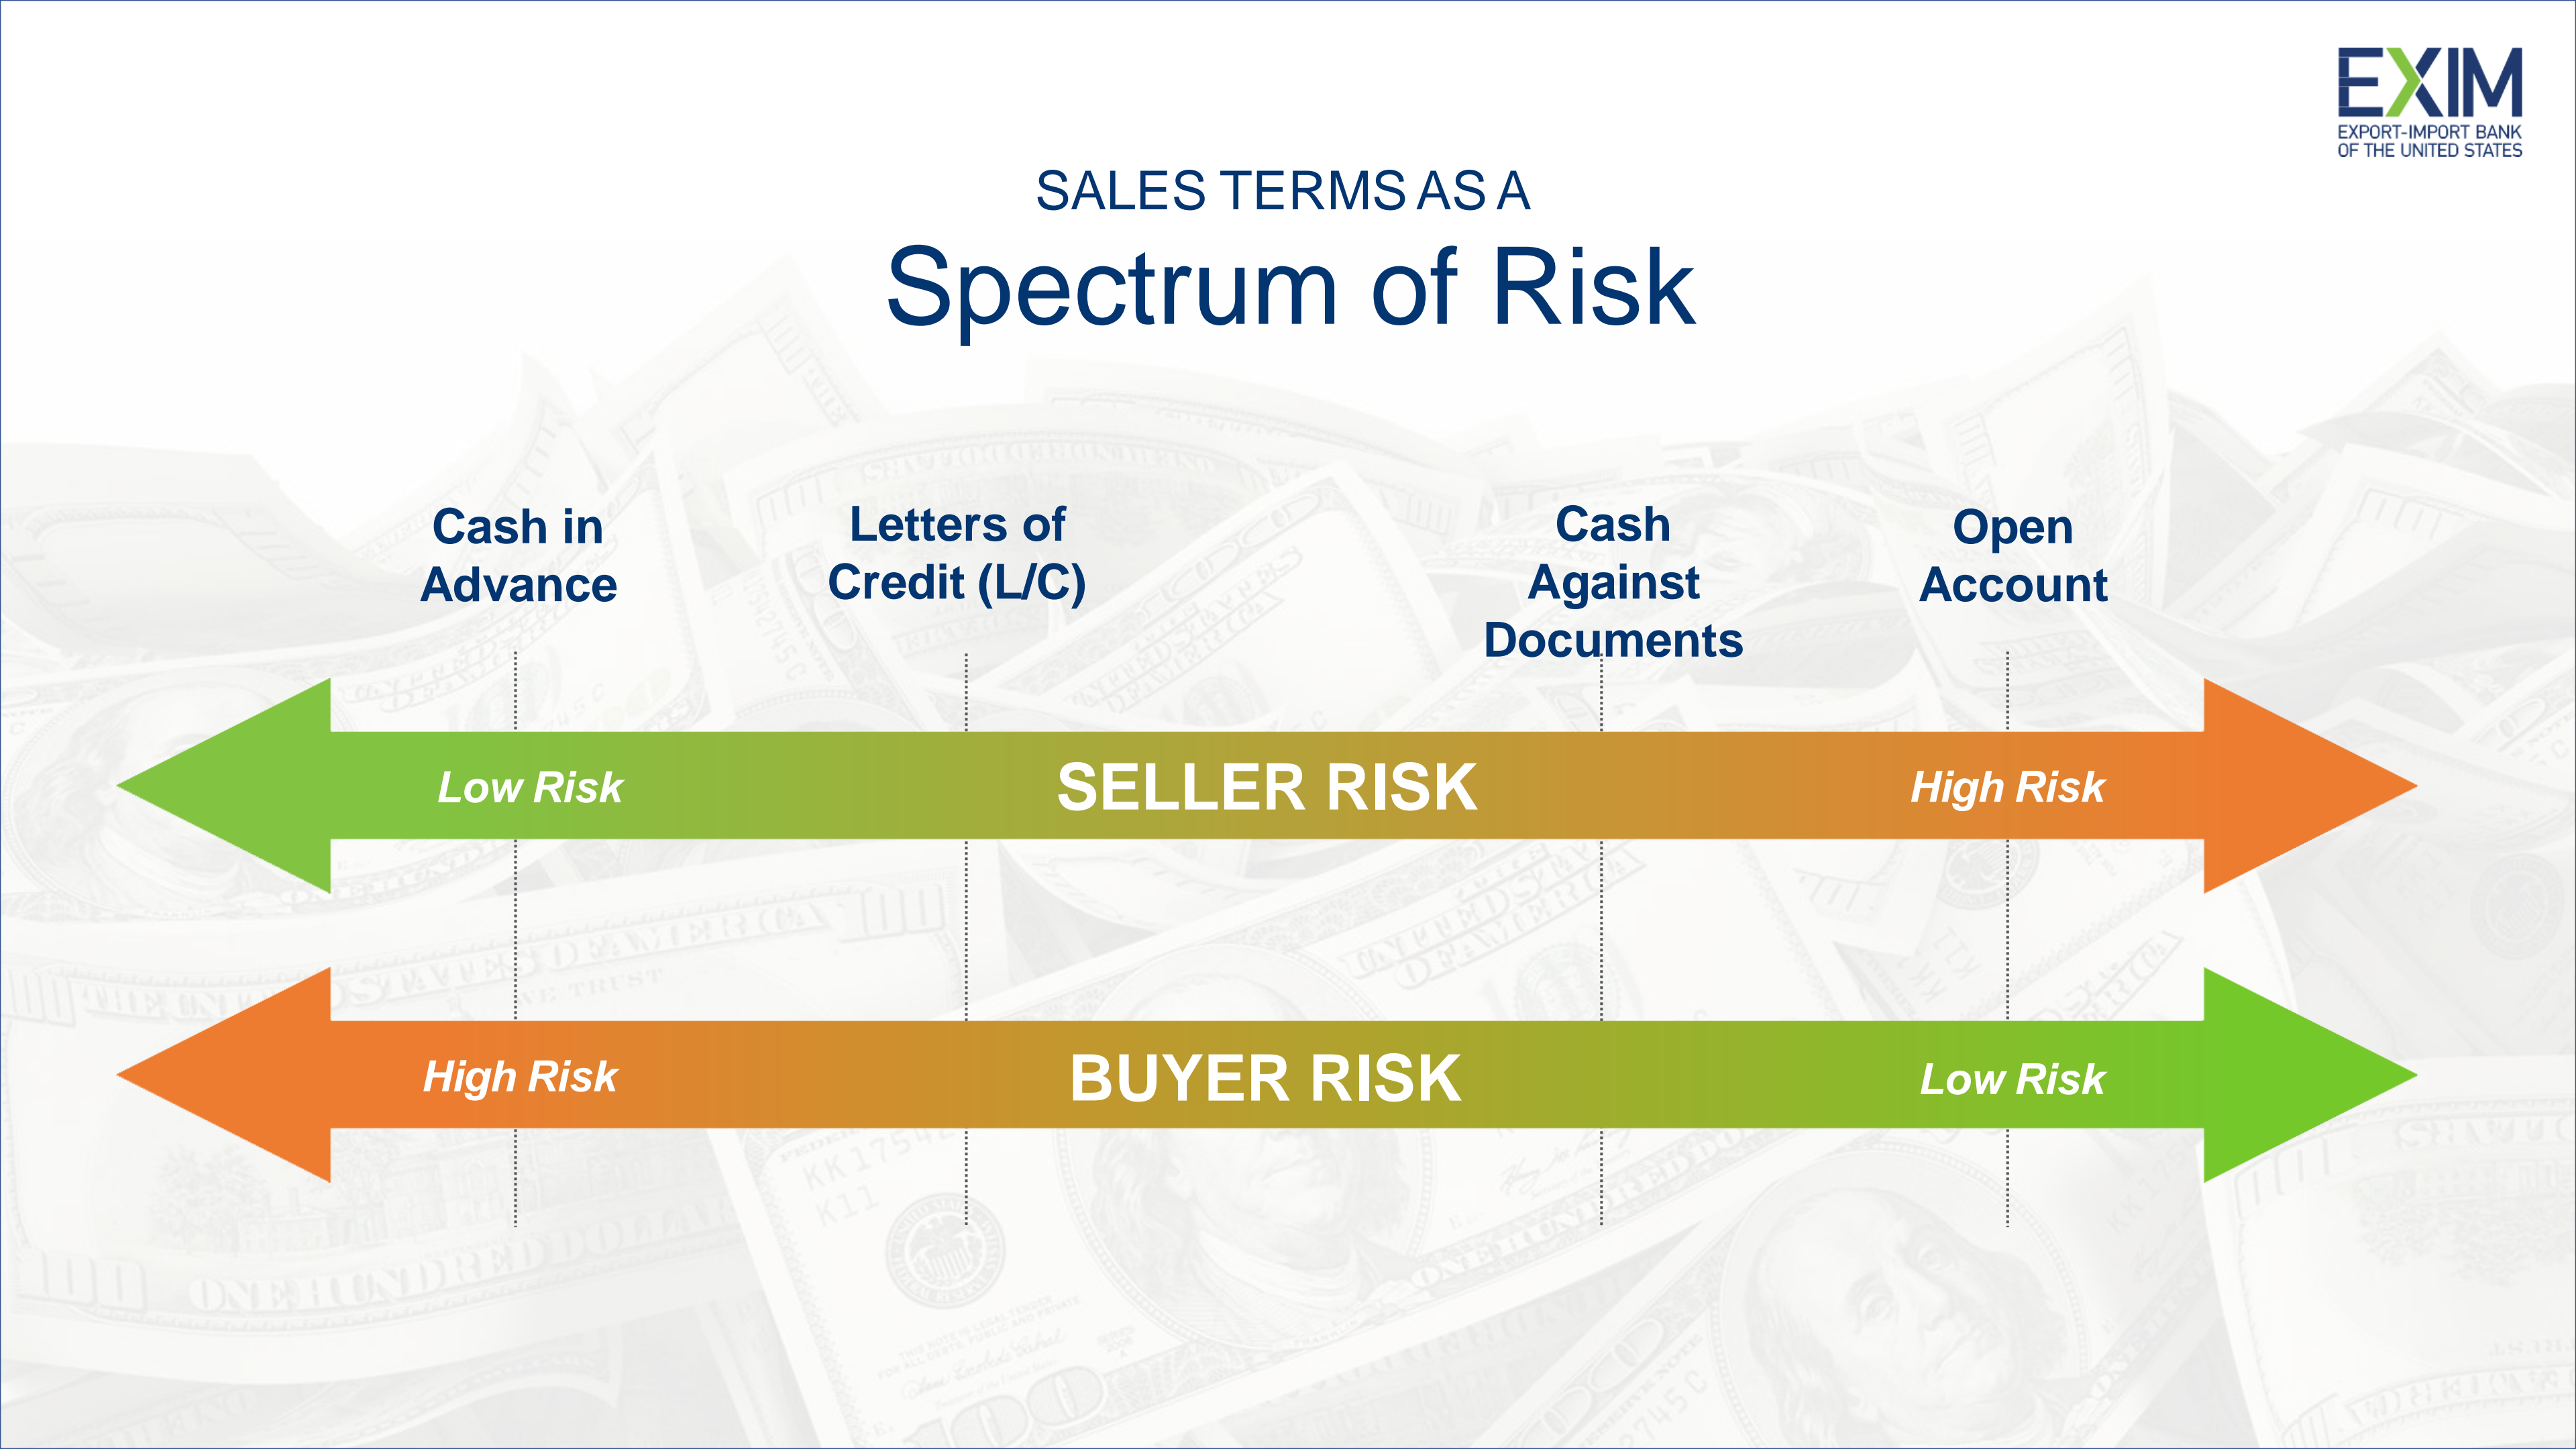 EXIM
EXPORT-IMPORT BANK
OF THE UNITED STATES
SALES TERMS AS A
Spectrum of Risk
Cash in
Advance
Letters of
Credit (L/C)
Cash
Against
Documents
Open
Account
Low Risk
SELLER RISK
High Risk
High Risk
BUYER RISK
Low Risk